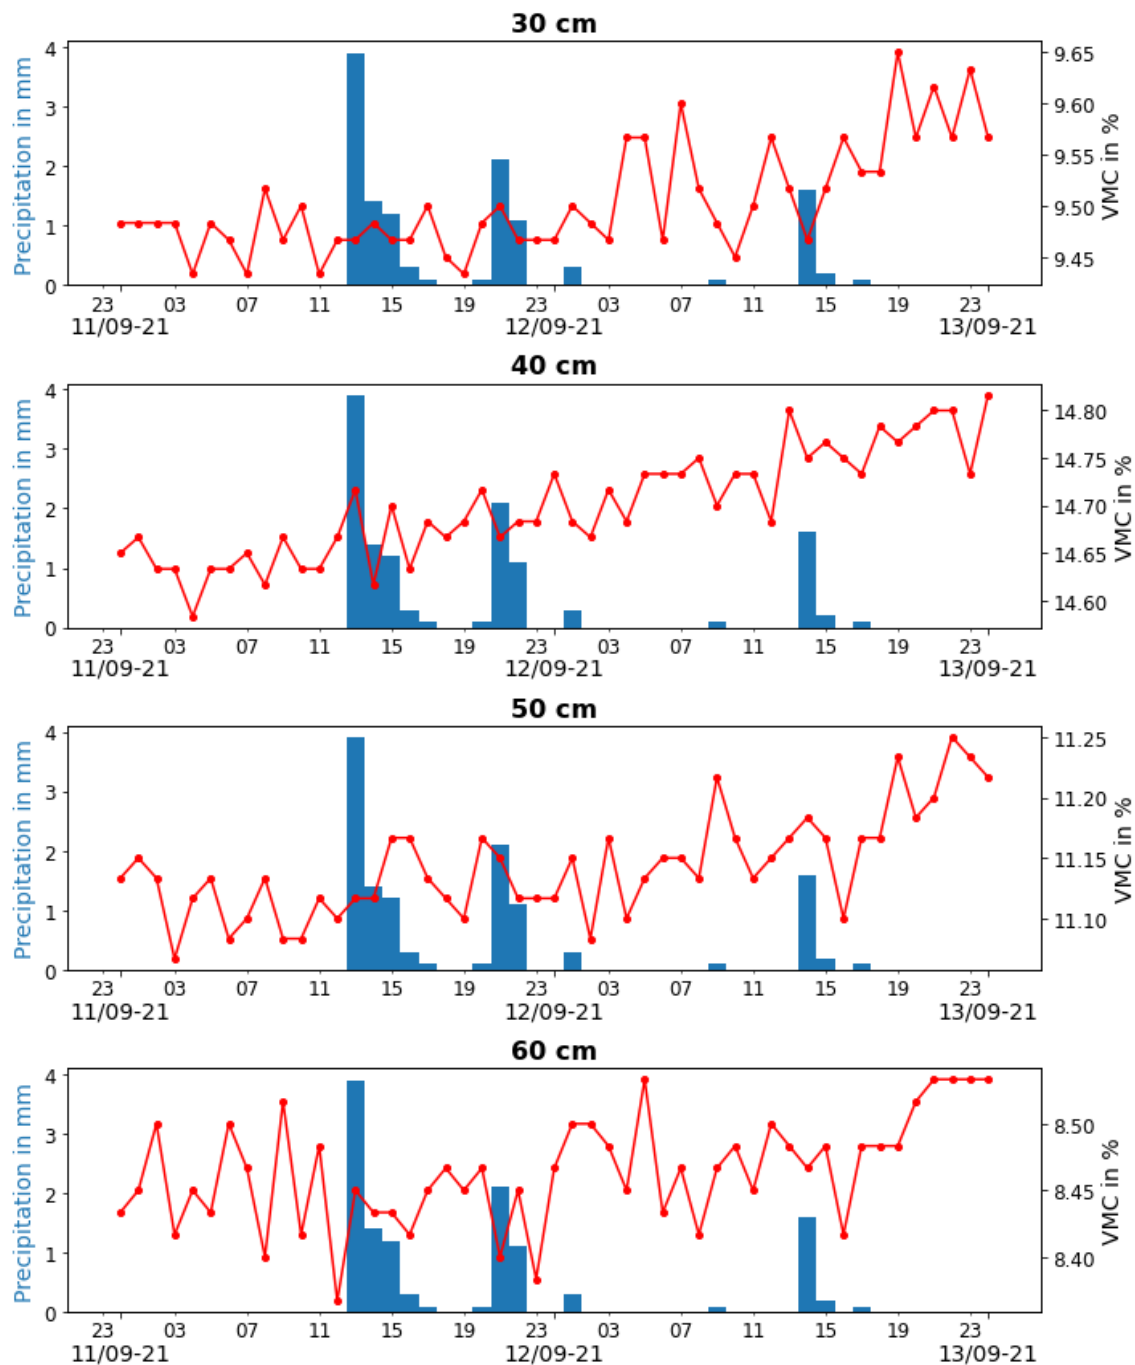 30 cm
Precipitation in mm
4
3
2
1
0
9.65
9.60
9.55
9.50
9.45
VMC in %
23 03 07 11 15 19 23 03 07 11 15 19 23
11/09-21 12/09-21 13/09-21
40 cm
Precipitation in mm
4
3
2
1
0
14.80
14.75
14.70
14.65
14.60
VMC in %
23 03 07 11 15 19 23 03 07 11 15 19 23
11/09-21 12/09-21 13/09-21
50 cm
Precipitation in mm
4
3
2
1
0
11.25
11.20
11.15
11.10
VMC in %
23 03 07 11 15 19 23 03 07 11 15 19 23
11/09-21 12/09-21 13/09-21
60 cm
Precipitation in mm
4
3
2
1
0
8.50
8.45
8.40
VMC in %
23 03 07 11 15 19 23 03 07 11 15 19 23
11/09-21 12/09-21 13/09-21